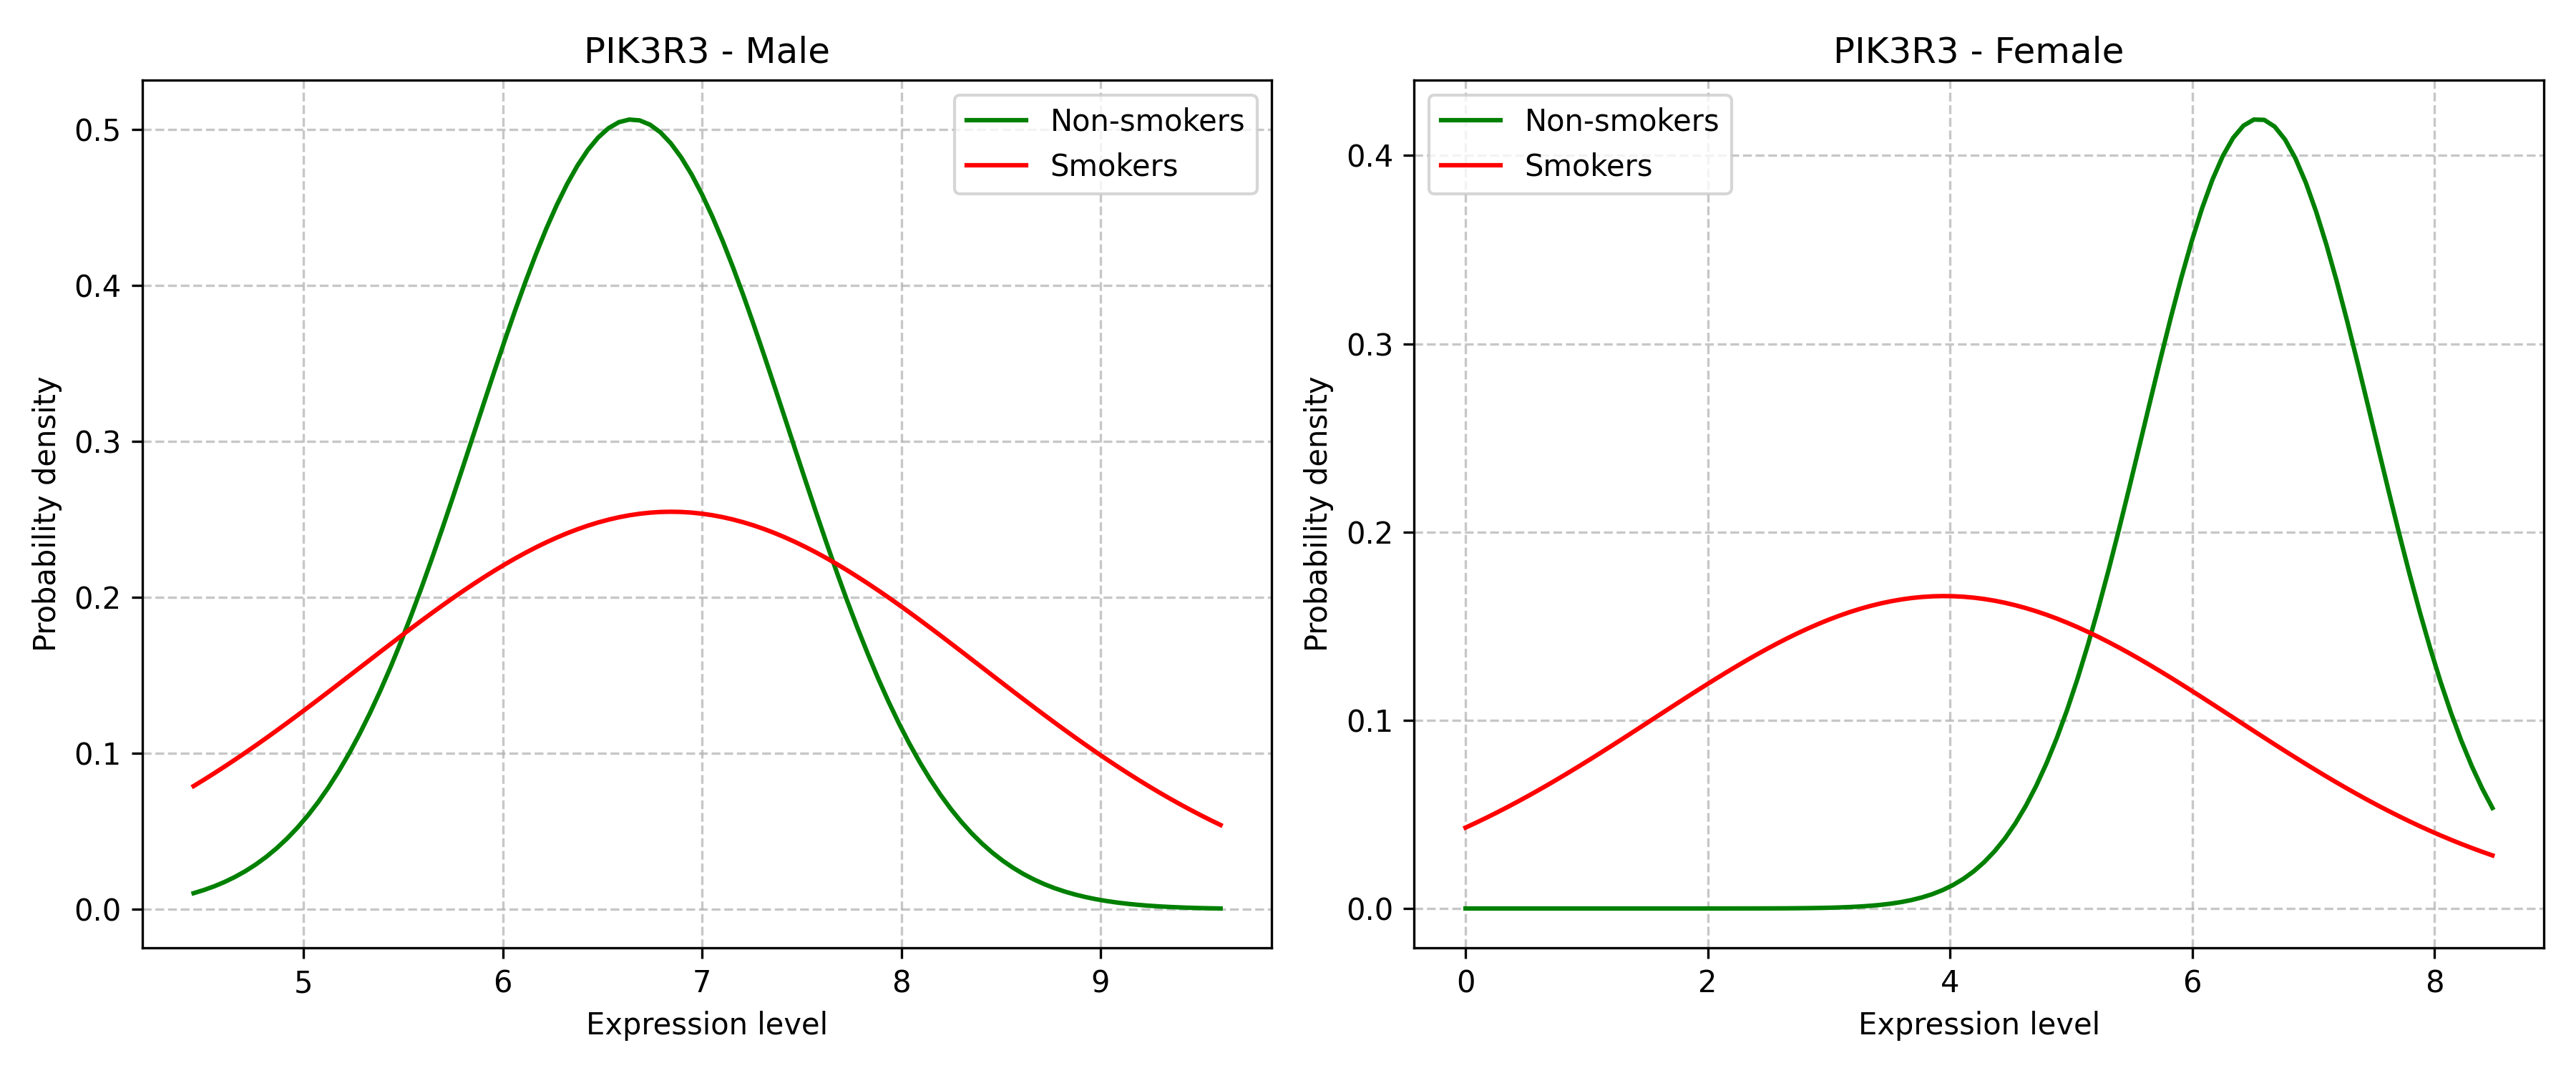 PIK3R3 - Male
Non-smokers
Smokers
Probability density
0.5
0.4
0.3
0.2
0.1
0.0
5 6 7 8 9
Expression level
PIK3R3 - Female
Non-smokers
Smokers
Probability density
0.4
0.3
0.2
0.1
0.0
0 2 4 6 8
Expression level